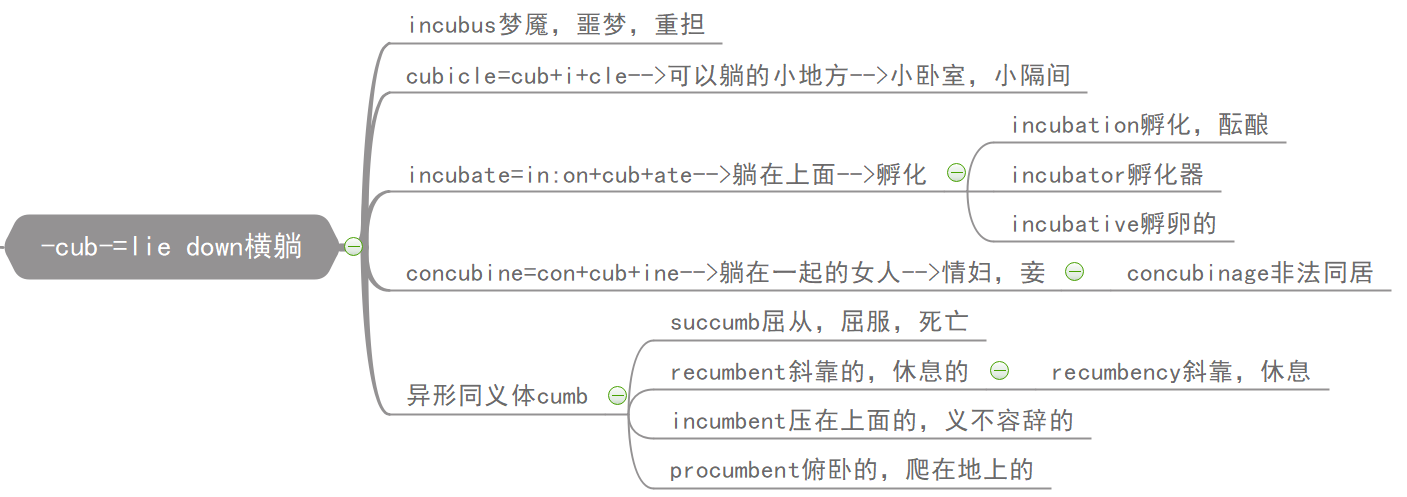 -cub-=lie down横躺
incubus梦魇，噩梦，重担
cubicle=cub+i+cle-->可以躺的小地方-->小卧室，小隔间
incubate=in:on+cub+ate-->躺在上面-->孵化
incubation孵化，酝酿
incubator孵化器
incubative孵卵的
concubine=con+cub+ine-->躺在一起的女人-->情妇，妾
concubinage非法同居
异形同义体cumb
succumb屈从，屈服，死亡
recumbent斜靠的，休息的
recumbency斜靠，休息
incumbent压在上面的，义不容辞的
procumbent俯卧的，爬在地上的